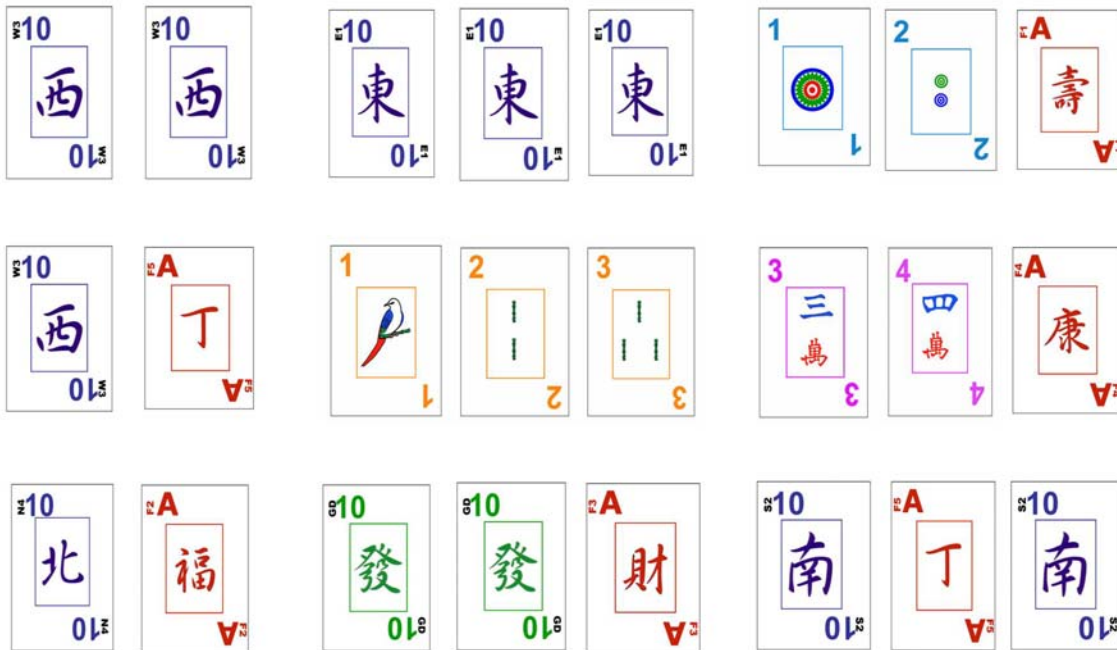 W3 10 W3 10 E1 10 E1 10 E1 10 1 2 F1 A
西 西 東 東 東 壽
10 W3 10 W3 10 E1 10 E1 10 E1 1 2 A
W3 10 F5 A 1 2 3 3 4 F4 A
西 丁 三 四 康
萬 萬
10 W3 A F5 1 2 3 3 4 A F4
N4 10 F2 A GD 10 GD 10 F3 A S2 10 F5 A S2 10
北 福 發 發 財 南 丁 南
10 N4 A F2 10 GD 10 GD A F3 10 S2 A F5 10 S2